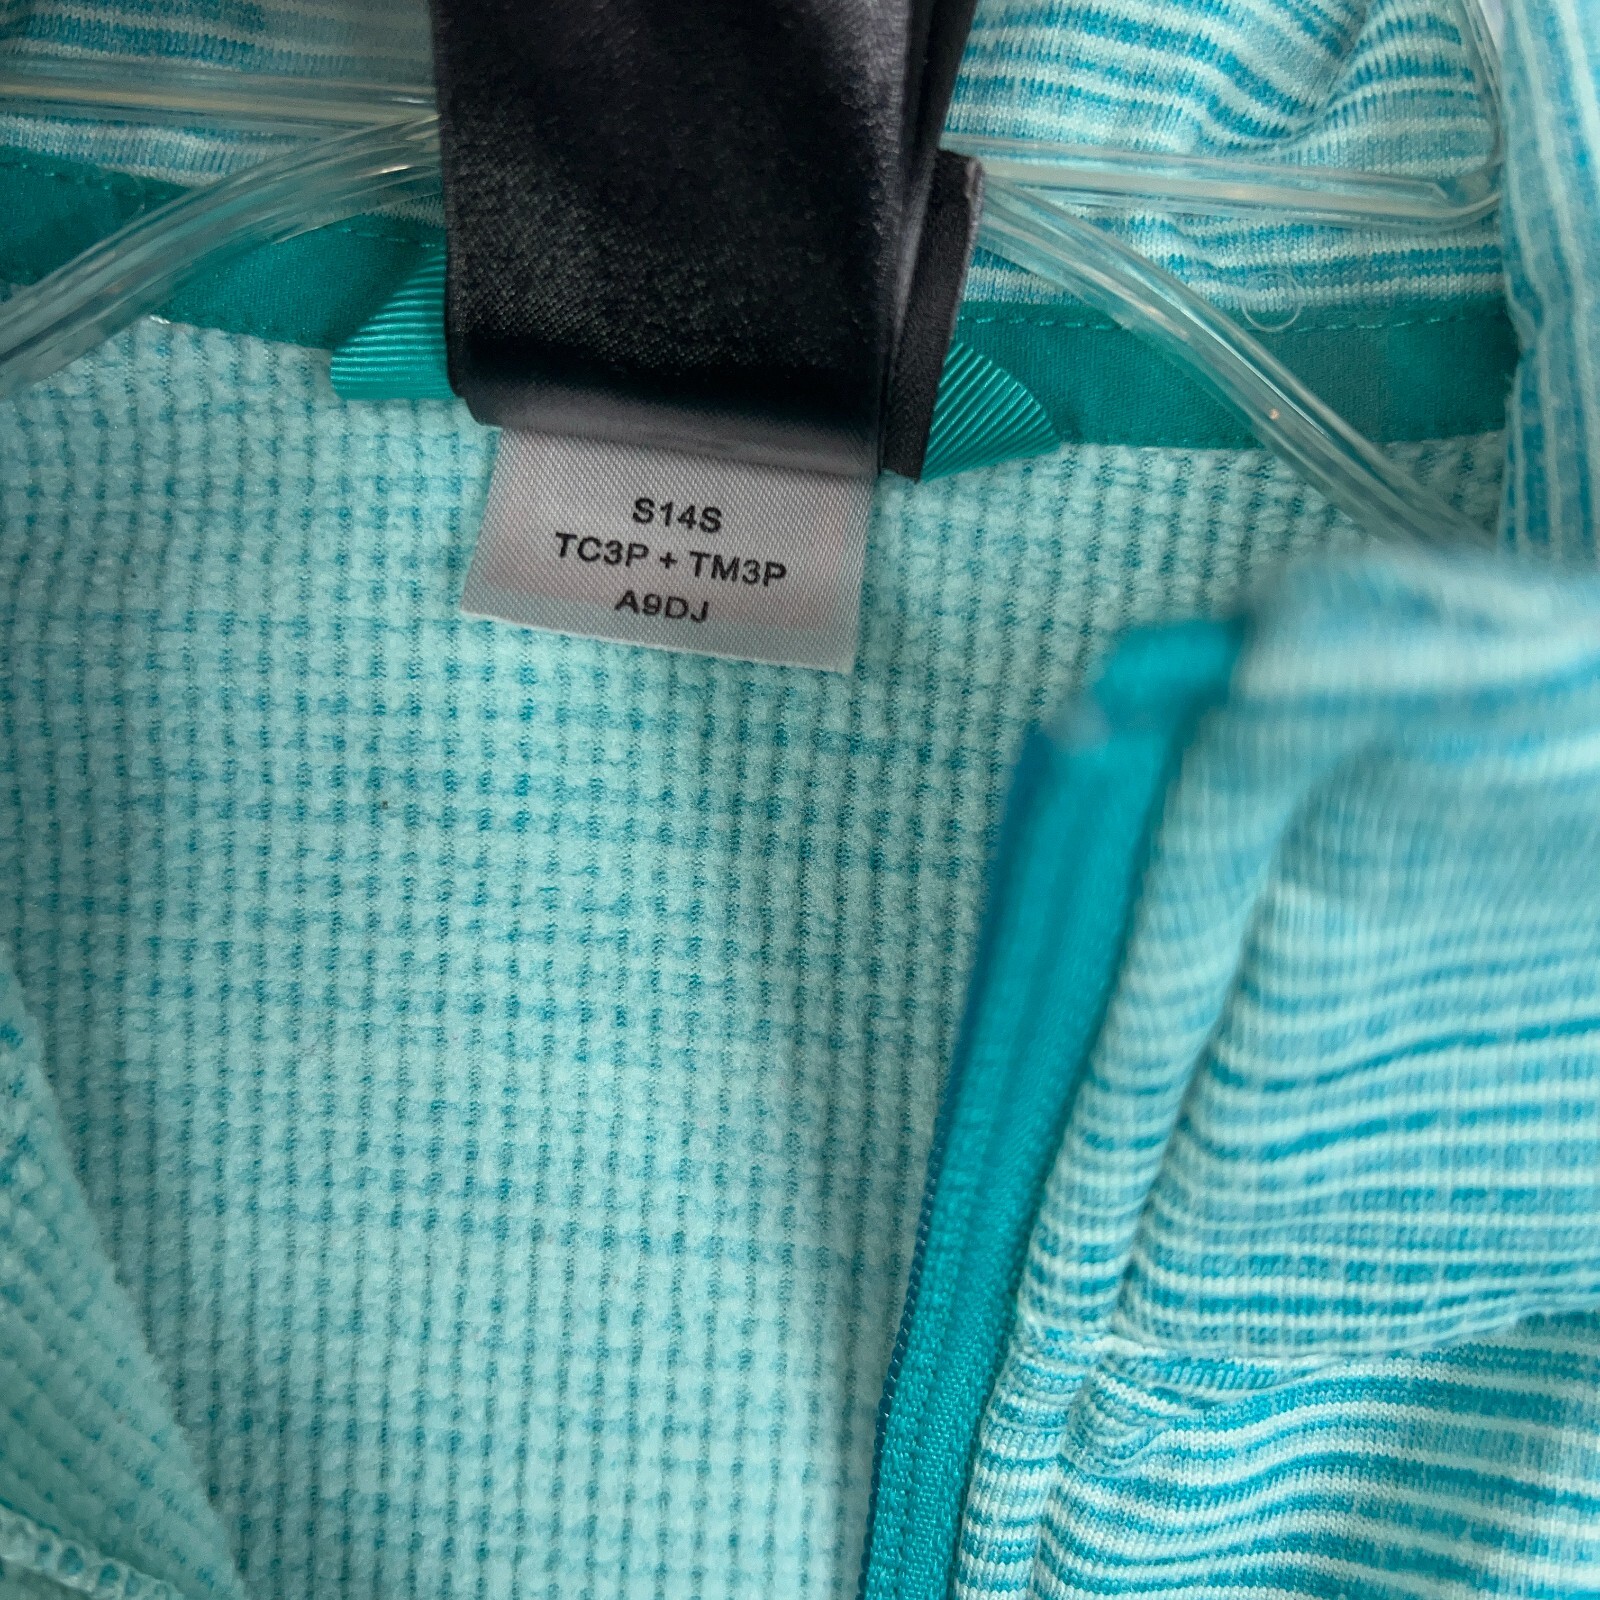 S14S
TC3P + TM3P
A9DJ